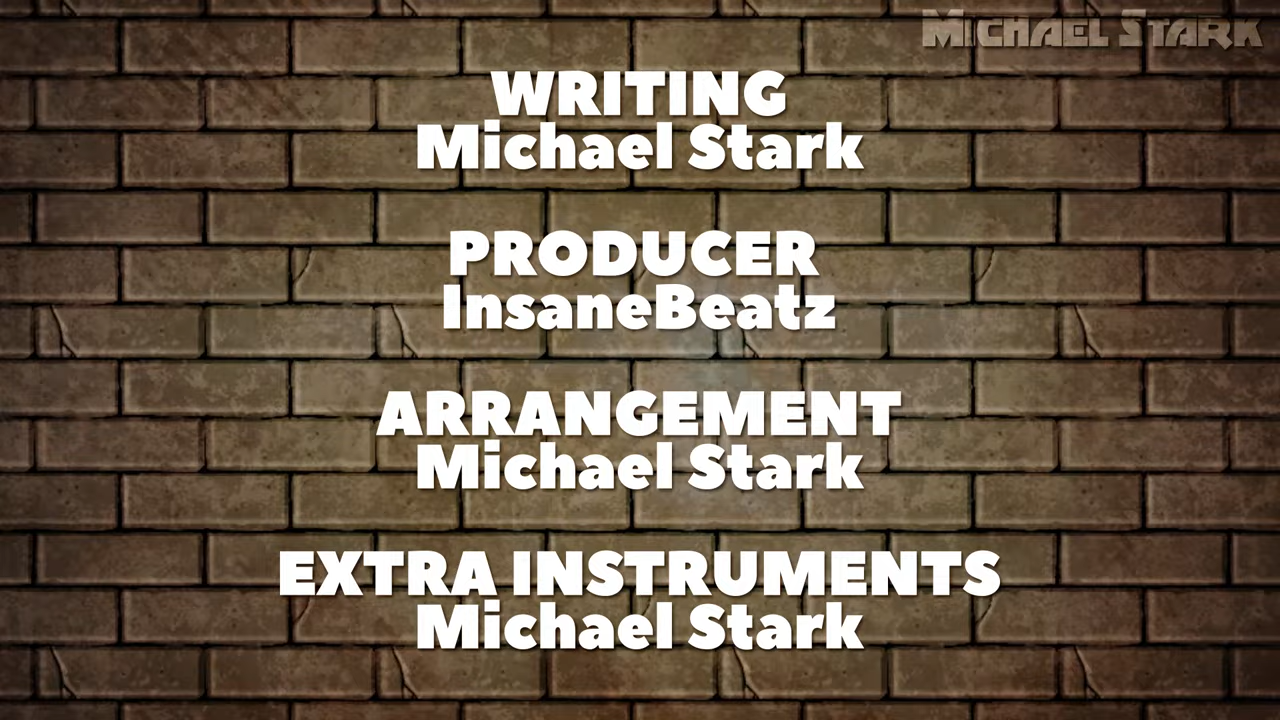 Michael Stark
WRITING
Michael Stark
PRODUCER
InsaneBeatz
ARRANGEMENT
Michael Stark
EXTRA INSTRUMENTS
Michael Stark